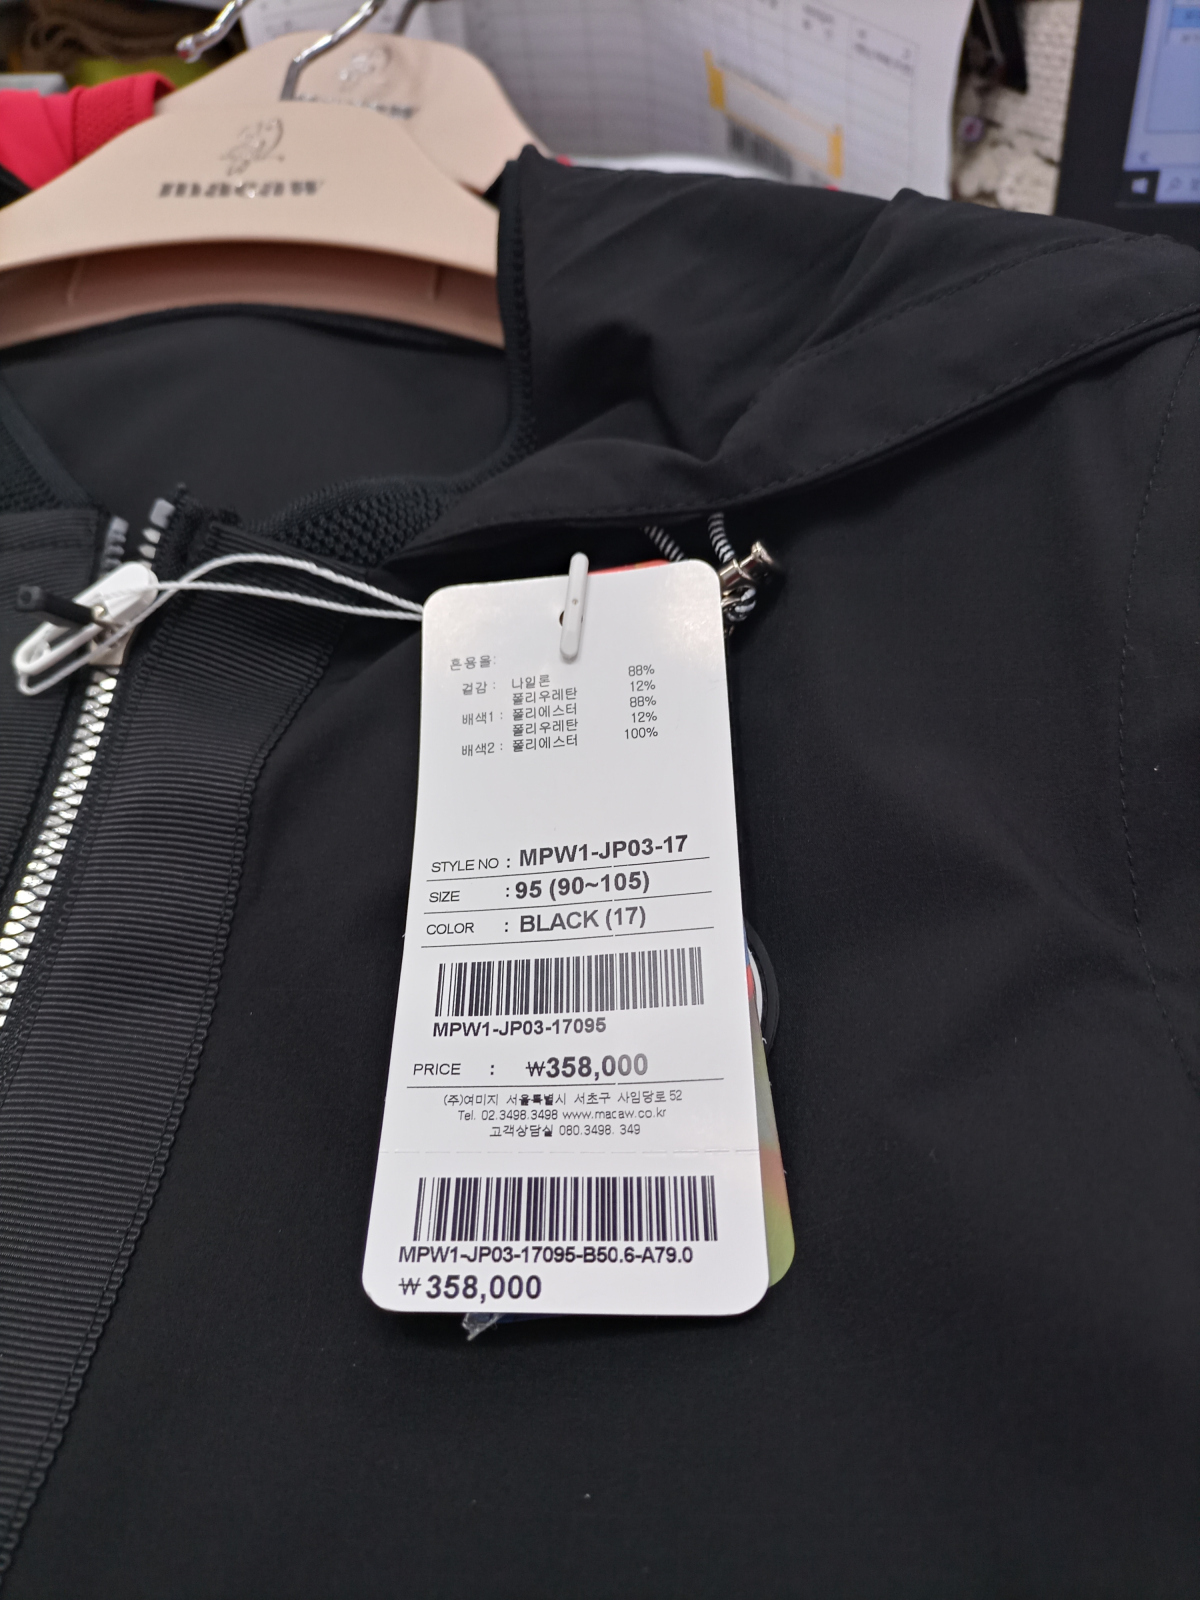 macaw
혼용율:
겉감 : 나일론 88%
폴리우레탄 12%
배색1 : 폴리에스터 88%
폴리우레탄 12%
배색2 : 폴리에스터 100%
STYLE NO : MPW1-JP03-17
SIZE : 95 (90~105)
COLOR : BLACK (17)
MPW1-JP03-17095
PRICE : ₩358,000
(주)여미지 서울특별시 서초구 사임당로 52
Tel. 02.3498.3498 www.macaw.co.kr
고객상담실 080.3498. 349
MPW1-JP03-17095-B50.6-A79.0
₩358,000